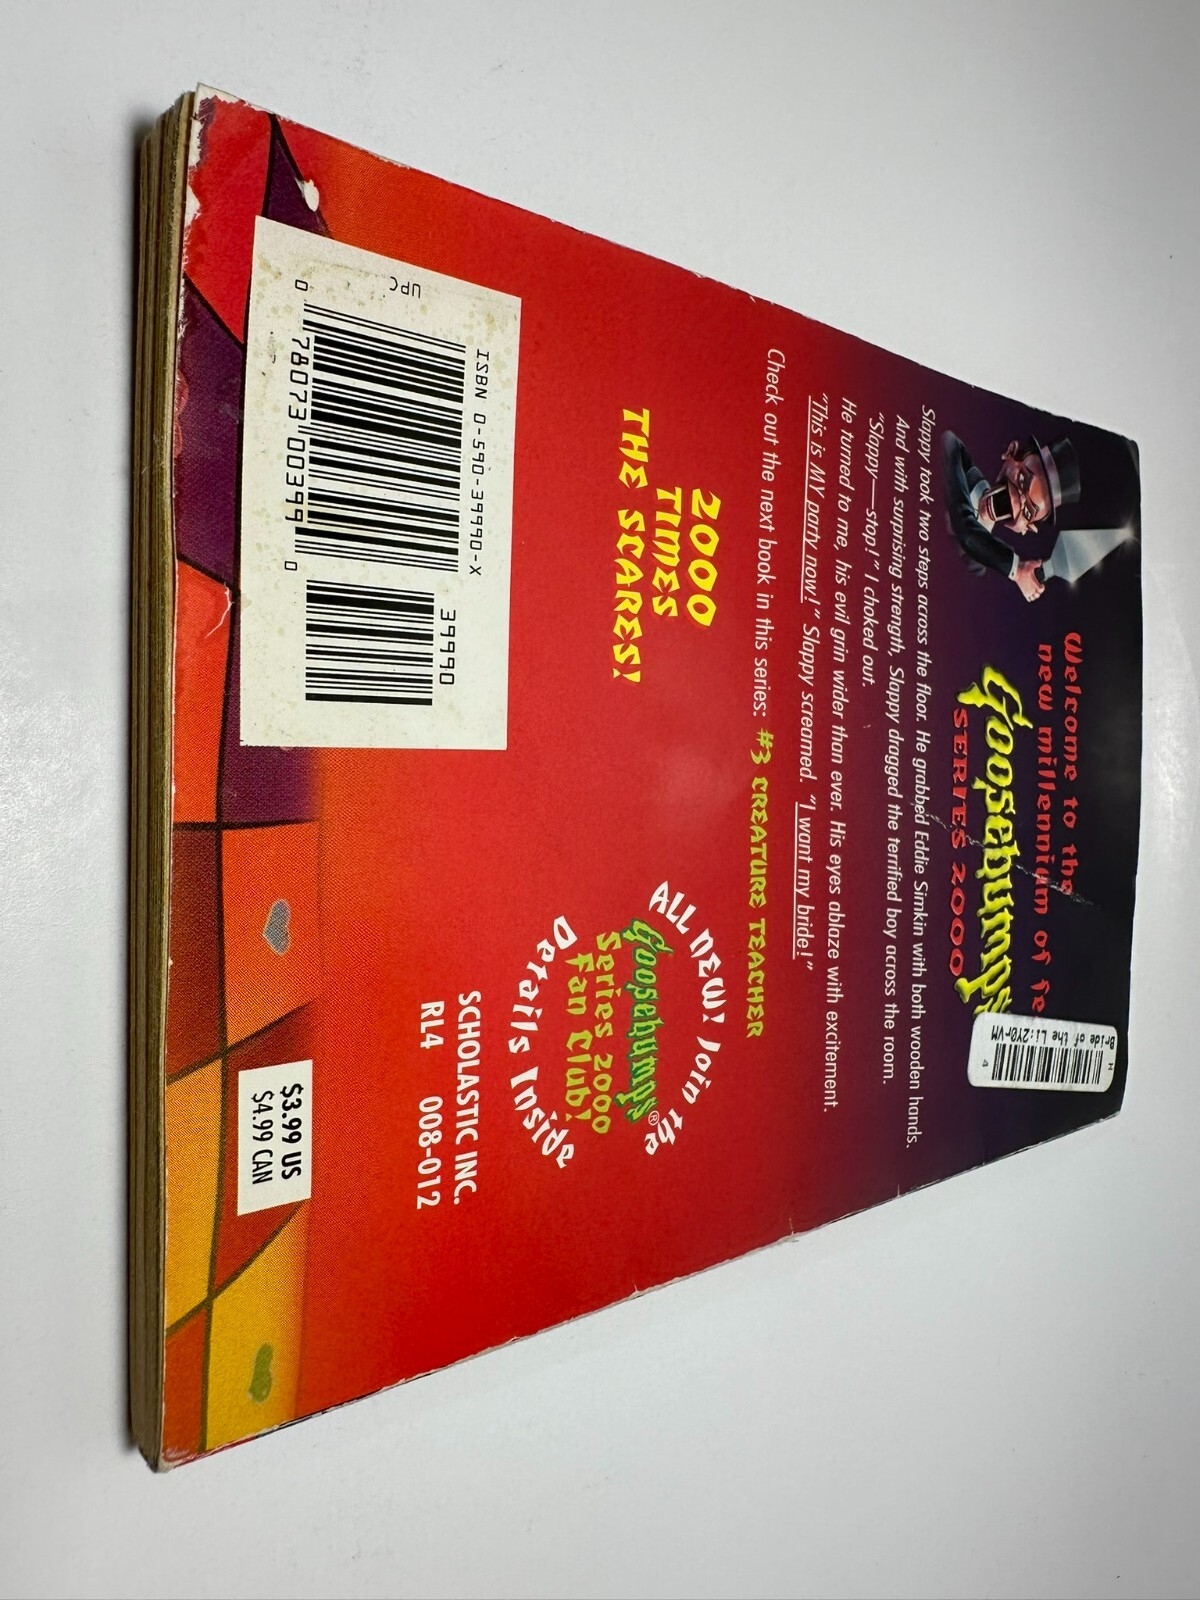 Welcome to the
new millennium of fe
Goosebumps
SERIES 2000
Bride of the Li:2Y0rVM
H
4
Slappy took two steps across the floor. He grabbed Eddie Simkin with both wooden hands.
And with surprising strength, Slappy dragged the terrified boy across the room.
"Slappy—stop!" I choked out.
He turned to me, his evil grin wider than ever. His eyes ablaze with excitement.
"This is MY party now!" Slappy screamed. "I want my bride!"
Check out the next book in this series: #3 CREATURE TEACHER
2000
TIMES
THE SCARES!
ALL NEW! Join the
Goosebumps®
Series 2000
Fan Club!
Details Inside
SCHOLASTIC INC.
RL4 008-012
ISBN 0-590-39990-X
39990
UPC
0 78073 00399 0
$3.99 US
$4.99 CAN